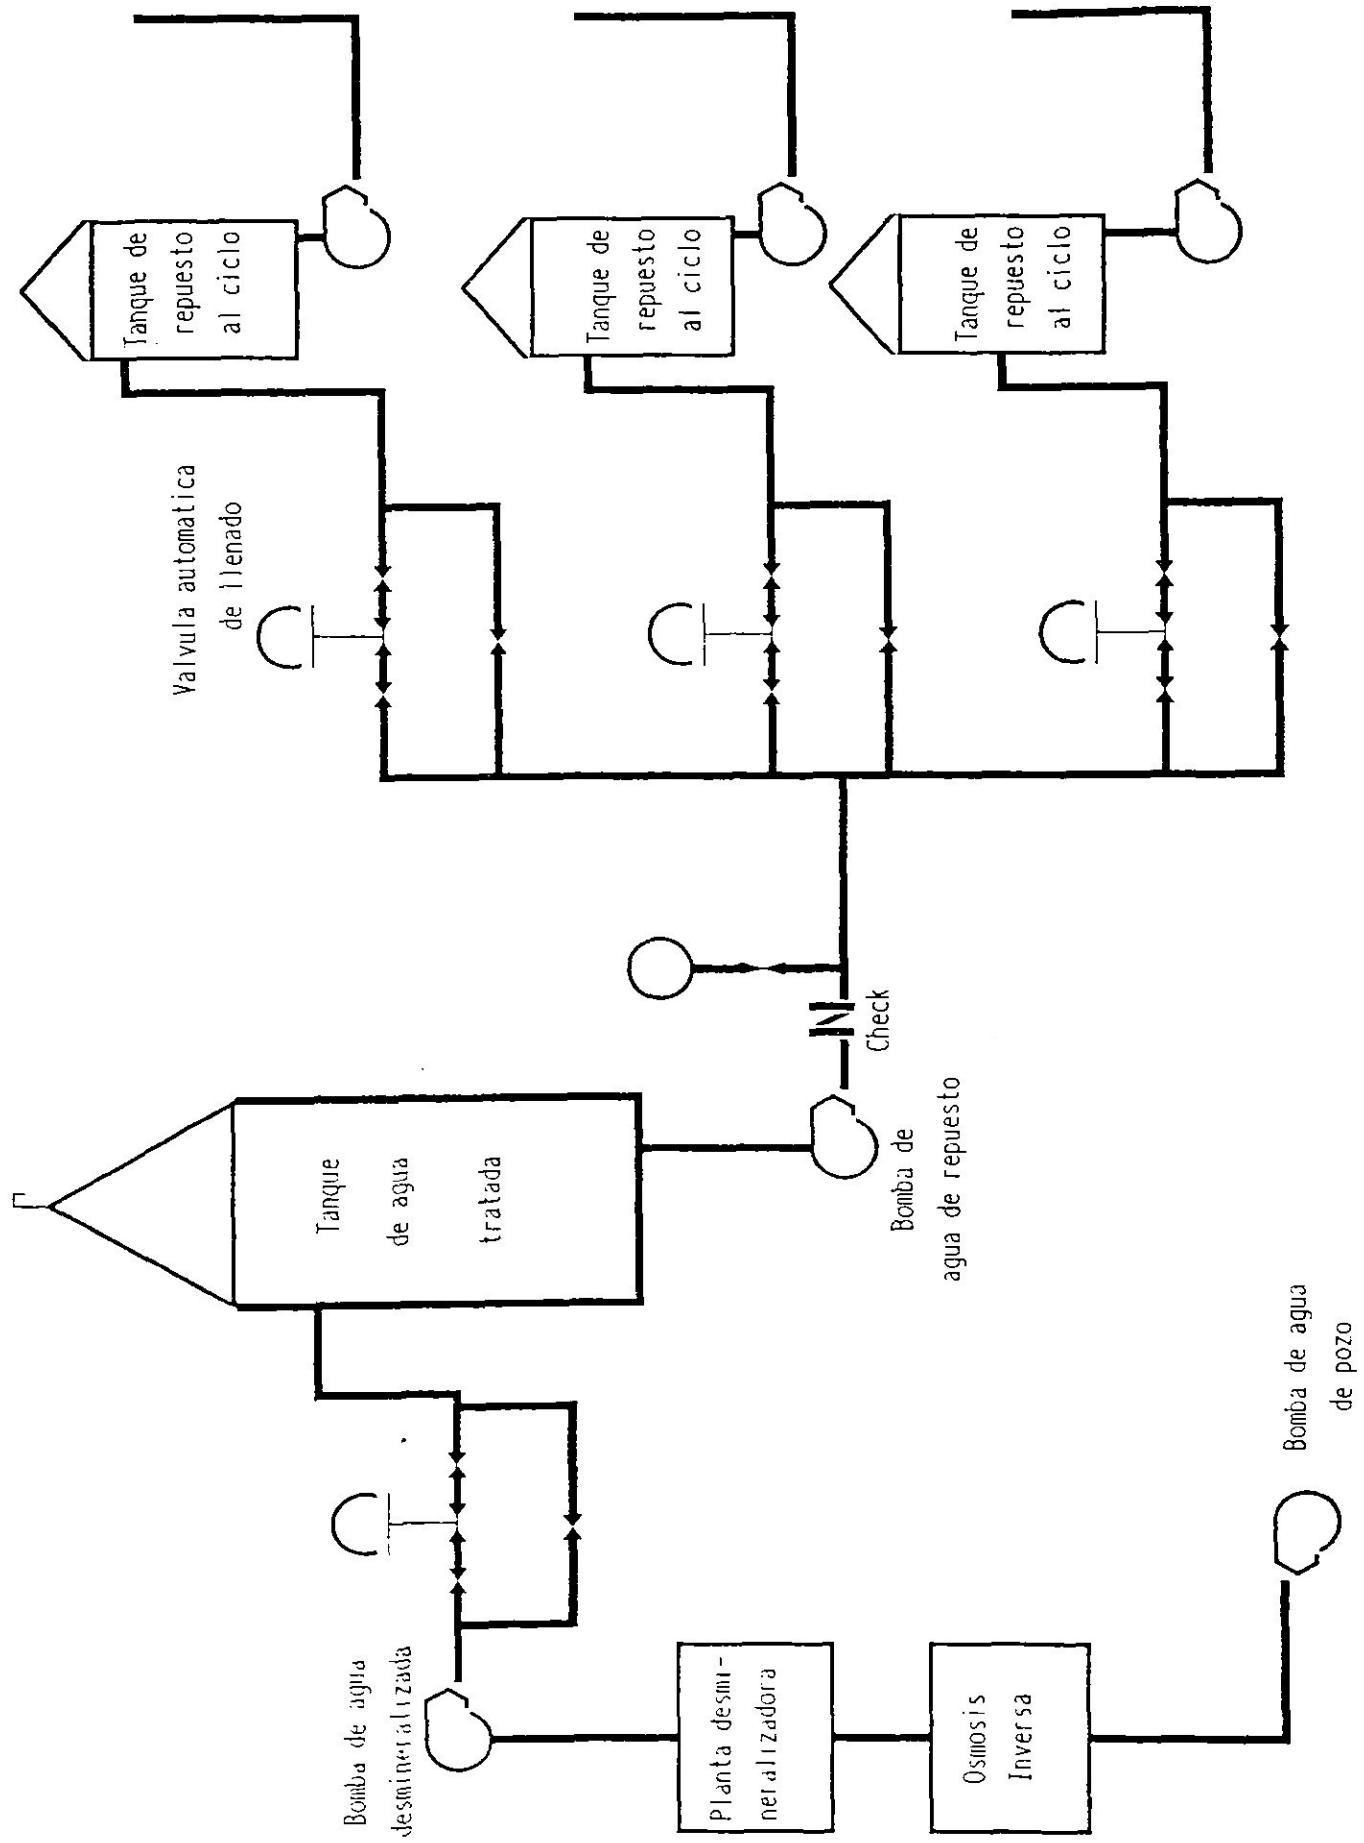 Tanque de
repuesto
al ciclo
Tanque de
repuesto
al ciclo
Tanque de
repuesto
al ciclo
Valvula automatica
de llenado
Check
Bomba de
agua de repuesto
Tanque
de agua
tratada
Bomba de agua
desmineralizada
Planta desmi-
neralizadora
Osmosis
Inversa
Bomba de agua
de pozo